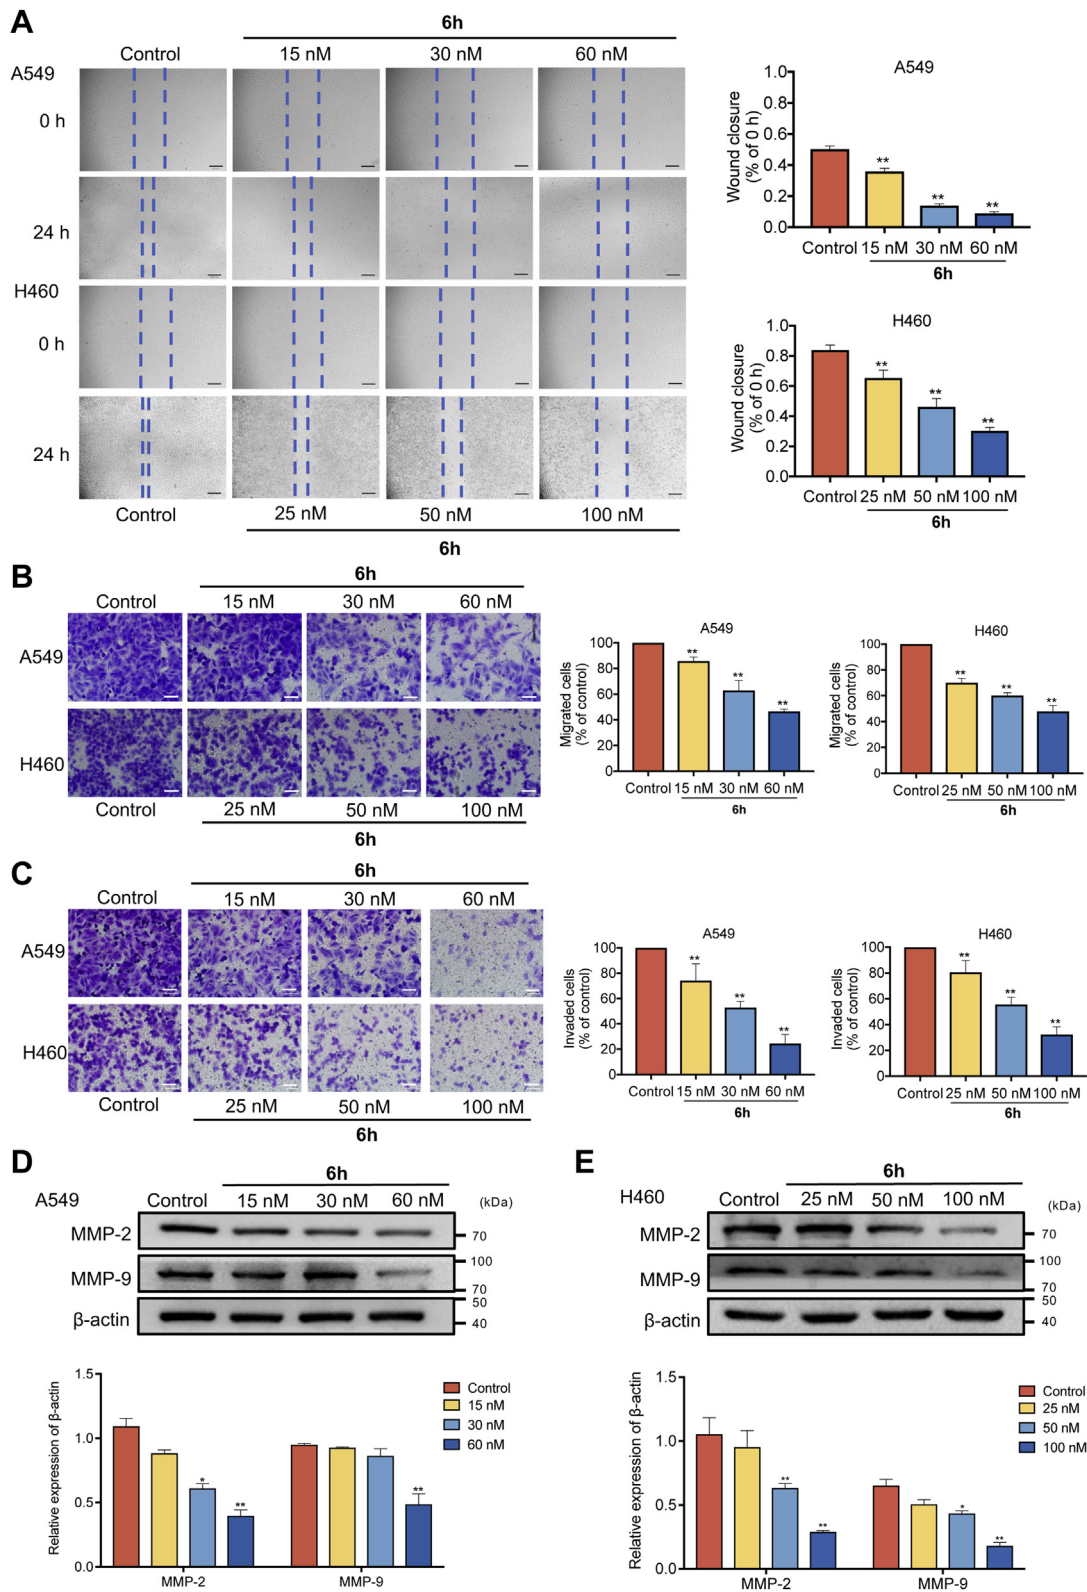 A
6h
Control 15 nM 30 nM 60 nM
A549
0 h
24 h
H460
0 h
24 h
Control 25 nM 50 nM 100 nM
6h
A549
Wound closure
(% of 0 h)
1.0
0.8
0.6
0.4
0.2
0.0
** ** **
Control 15 nM 30 nM 60 nM
6h
H460
Wound closure
(% of 0 h)
1.0
0.8
0.6
0.4
0.2
0.0
** ** **
Control 25 nM 50 nM 100 nM
6h
B
6h
Control 15 nM 30 nM 60 nM
A549
H460
Control 25 nM 50 nM 100 nM
6h
A549
Migrated cells
(% of control)
100
80
60
40
20
0
** ** **
Control 15 nM 30 nM 60 nM
6h
H460
Migrated cells
(% of control)
100
80
60
40
20
0
** ** **
Control 25 nM 50 nM 100 nM
6h
C
6h
Control 15 nM 30 nM 60 nM
A549
H460
Control 25 nM 50 nM 100 nM
6h
A549
Invaded cells
(% of control)
100
80
60
40
20
0
** ** **
Control 15 nM 30 nM 60 nM
6h
H460
Invaded cells
(% of control)
100
80
60
40
20
0
** ** **
Control 25 nM 50 nM 100 nM
6h
D
6h
A549 Control 15 nM 30 nM 60 nM (kDa)
MMP-2 70
MMP-9 100
70
β-actin 50
40
Relative expression of β-actin
1.5
1.0
0.5
0.0
* ** **
MMP-2 MMP-9
Control
15 nM
30 nM
60 nM
E
6h
H460 Control 25 nM 50 nM 100 nM (kDa)
MMP-2 70
MMP-9 100
70
β-actin 50
40
Relative expression of β-actin
1.5
1.0
0.5
0.0
** ** * **
MMP-2 MMP-9
Control
25 nM
50 nM
100 nM